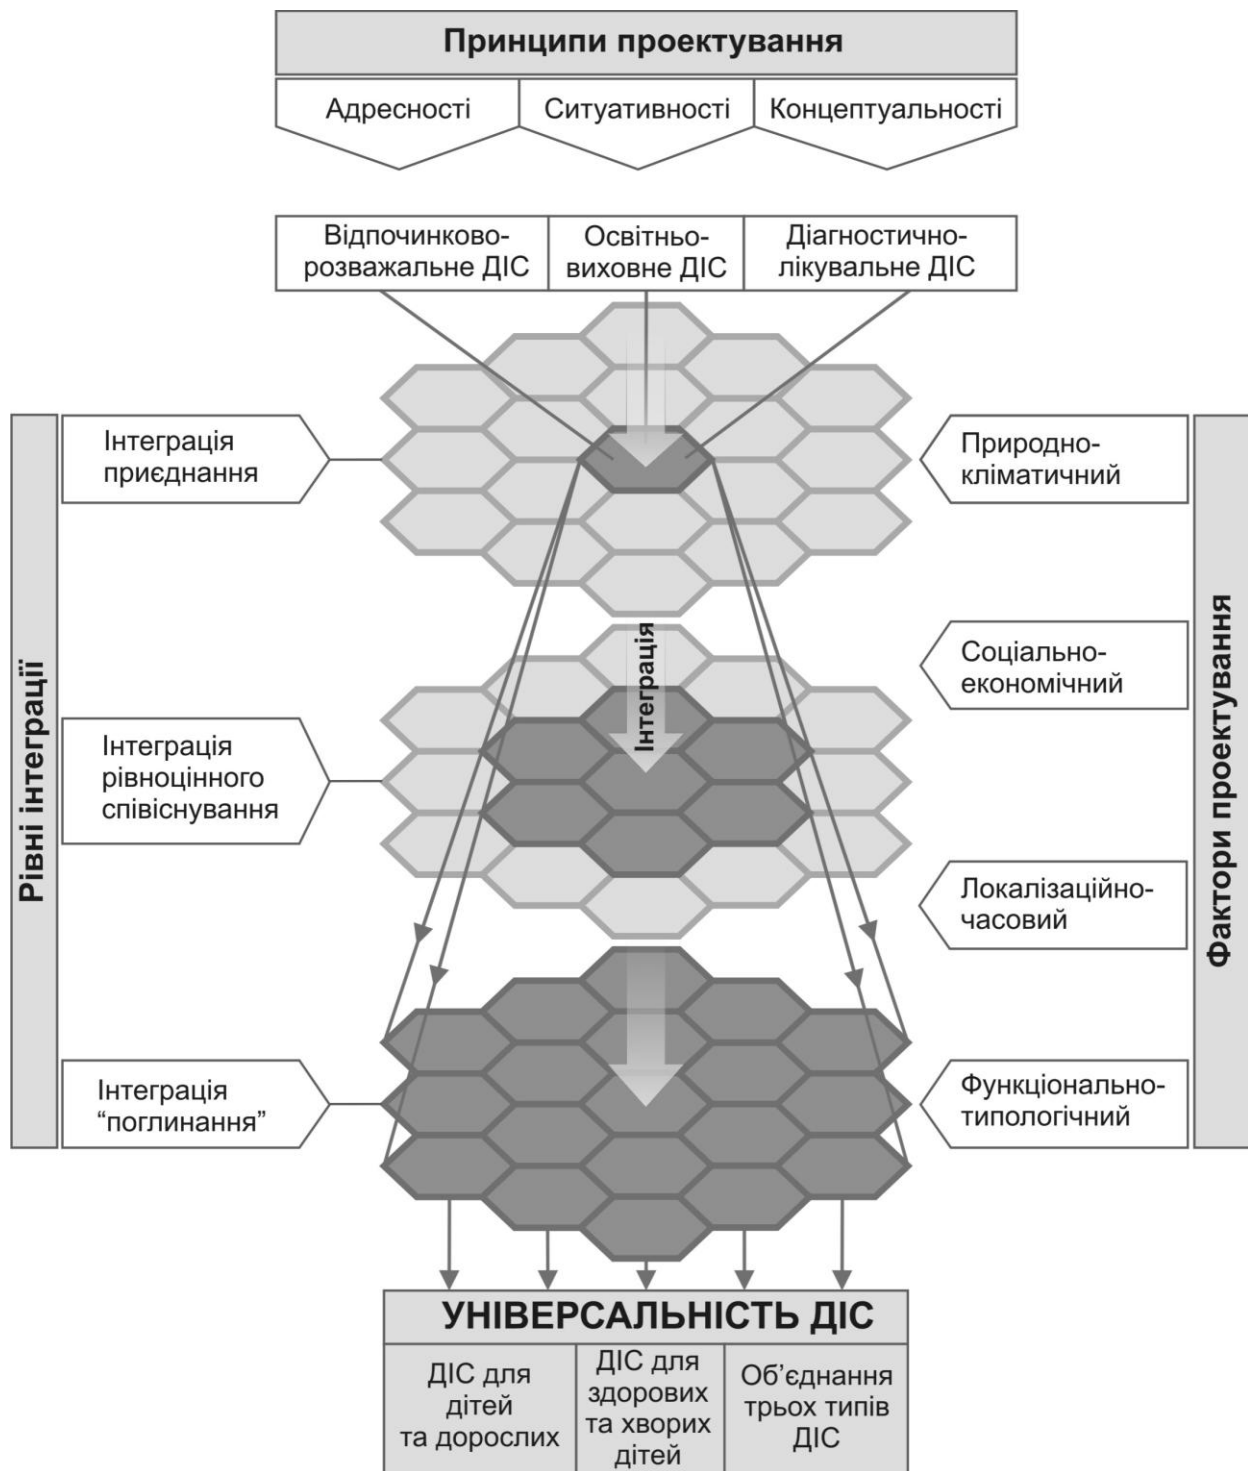 Принципи проектування
Адресності
Ситуативності
Концептуальності
Відпочинково-
розважальне ДІС
Освітньо-
виховне ДІС
Діагностично-
лікувальне ДІС
Рівні інтеграції
Інтеграція
приєднання
Інтеграція
рівноцінного
співіснування
Інтеграція
“поглинання”
Інтеграція
Природно-
кліматичний
Соціально-
економічний
Локалізаційно-
часовий
Функціонально-
типологічний
Фактори проектування
УНІВЕРСАЛЬНІСТЬ ДІС
ДІС для
дітей
та дорослих
ДІС для
здорових
та хворих
дітей
Об’єднання
трьох типів
ДІС